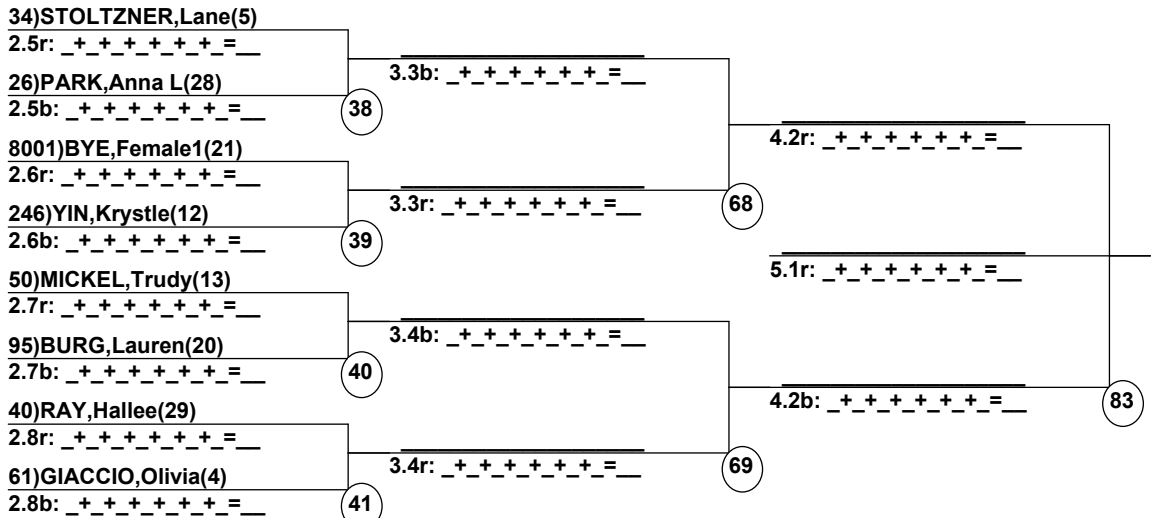 34)STOLTZNER,Lane(5)
2.5r: _+_+_+_+_+_=__
26)PARK,Anna L(28)
2.5b: _+_+_+_+_+_=__
38
8001)BYE,Female1(21)
2.6r: _+_+_+_+_+_=__
246)YIN,Krystle(12)
2.6b: _+_+_+_+_+_=__
39
50)MICKEL,Trudy(13)
2.7r: _+_+_+_+_+_=__
95)BURG,Lauren(20)
2.7b: _+_+_+_+_+_=__
40
40)RAY,Hallee(29)
2.8r: _+_+_+_+_+_=__
61)GIACCIO,Olivia(4)
2.8b: _+_+_+_+_+_=__
41
3.3b: _+_+_+_+_+_=__
3.3r: _+_+_+_+_+_=__
68
3.4b: _+_+_+_+_+_=__
3.4r: _+_+_+_+_+_=__
69
4.2r: _+_+_+_+_+_=__
5.1r: _+_+_+_+_+_=__
4.2b: _+_+_+_+_+_=__
83